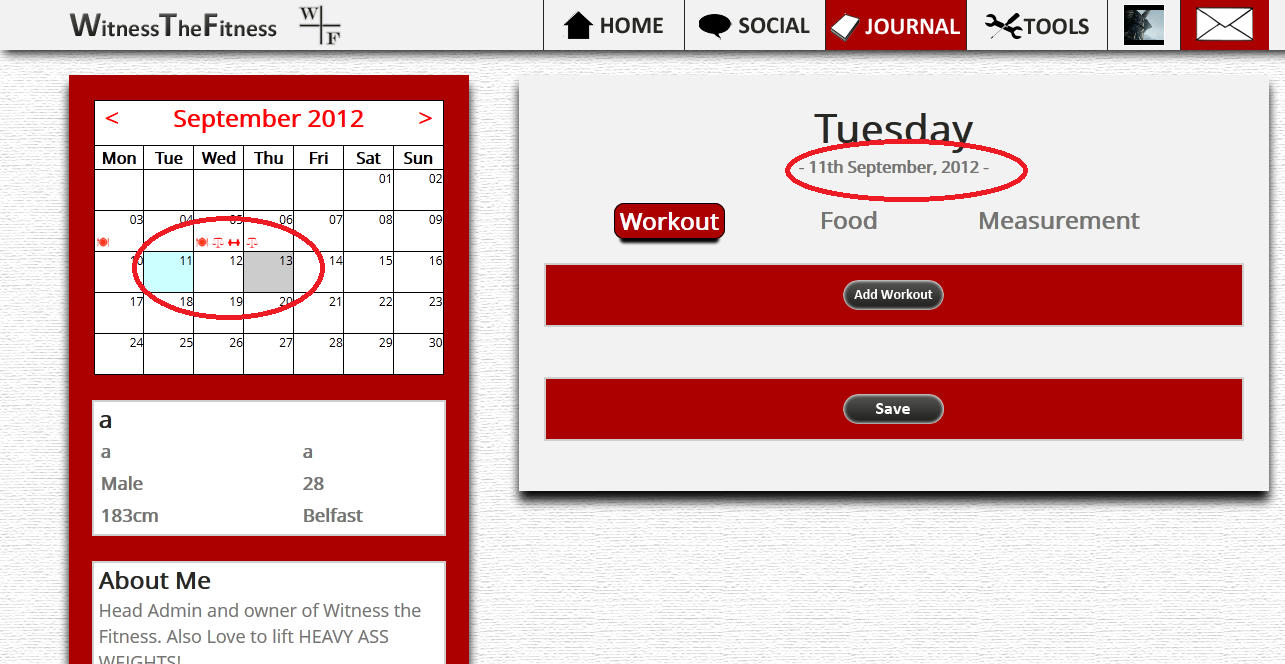 WitnessTheFitness W F HOME SOCIAL JOURNAL TOOLS
< September 2012 >
Mon Tue Wed Thu Fri Sat Sun
01 02
03 04 05 06 07 08 09
10 11 12 13 14 15 16
17 18 19 20 21 22 23
24 25 26 27 28 29 30
a
a a
Male 28
183cm Belfast
About Me
Head Admin and owner of Witness the
Fitness. Also Love to lift HEAVY ASS
WEIGHTS!
Tuesday
- 11th September, 2012 -
Workout Food Measurement
Add Workout
Save